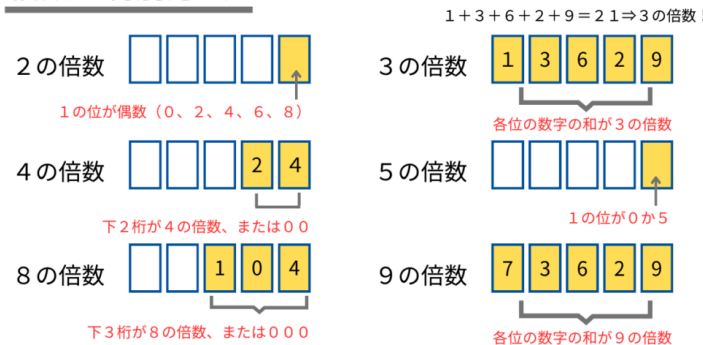 １＋３＋６＋２＋９＝２１⇒３の倍数！
２の倍数
１の位が偶数（０、２、４、６、８）
３の倍数
1 3 6 2 9
各位の数字の和が３の倍数
４の倍数
2 4
下２桁が４の倍数、または００
５の倍数
１の位が０か５
８の倍数
1 0 4
下３桁が８の倍数、または０００
９の倍数
7 3 6 2 9
各位の数字の和が９の倍数